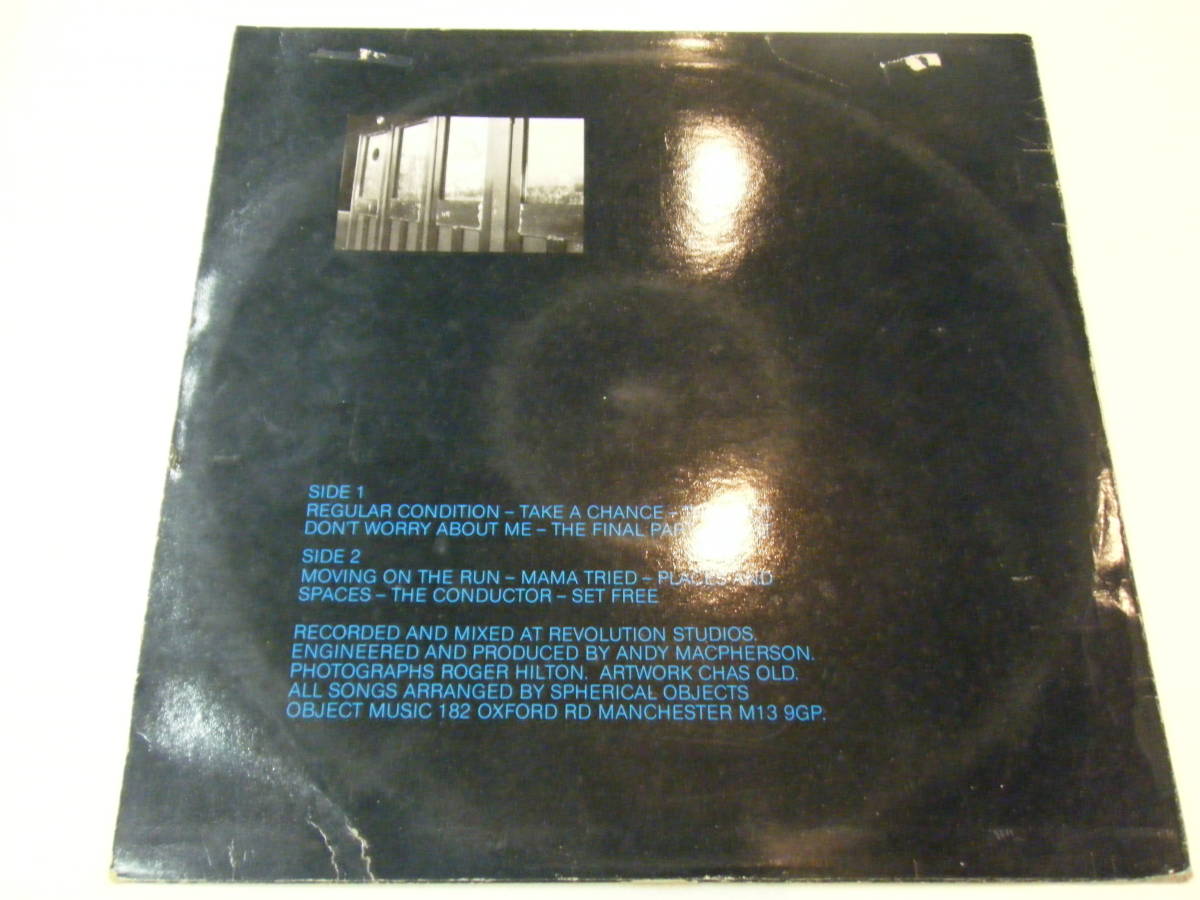 SIDE 1
REGULAR CONDITION – TAKE A CHANCE –
DON'T WORRY ABOUT ME – THE FINAL
SIDE 2
MOVING ON THE RUN – MAMA TRIED – PLACES AND
SPACES – THE CONDUCTOR – SET FREE
RECORDED AND MIXED AT REVOLUTION STUDIOS.
ENGINEERED AND PRODUCED BY ANDY MACPHERSON.
PHOTOGRAPHS ROGER HILTON. ARTWORK CHAS OLD.
ALL SONGS ARRANGED BY SPHERICAL OBJECTS
OBJECT MUSIC 182 OXFORD RD MANCHESTER M13 9GP.